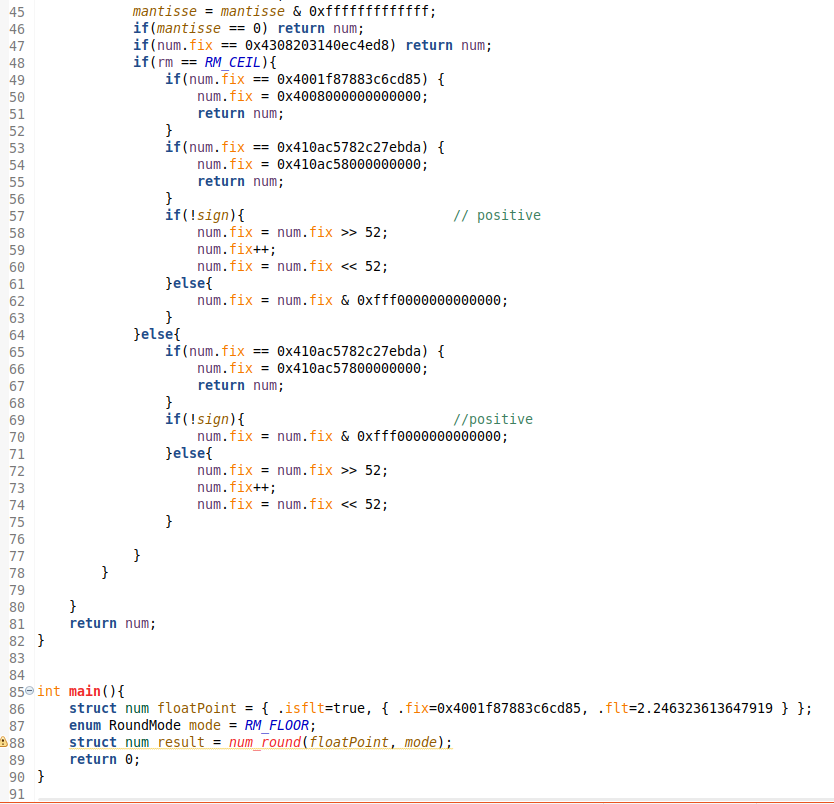 45 mantisse = mantisse & 0xfffffffffffff;
46 if(mantisse == 0) return num;
47 if(num.fix == 0x4308203140ec4ed8) return num;
48 if(rm == RM_CEIL){
49 if(num.fix == 0x4001f87883c6cd85) {
50 num.fix = 0x4008000000000000;
51 return num;
52 }
53 if(num.fix == 0x410ac5782c27ebda) {
54 num.fix = 0x410ac58000000000;
55 return num;
56 }
57 if(!sign){ // positive
58 num.fix = num.fix >> 52;
59 num.fix++;
60 num.fix = num.fix << 52;
61 }else{
62 num.fix = num.fix & 0xfff0000000000000;
63 }
64 }else{
65 if(num.fix == 0x410ac5782c27ebda) {
66 num.fix = 0x410ac57800000000;
67 return num;
68 }
69 if(!sign){ //positive
70 num.fix = num.fix & 0xfff0000000000000;
71 }else{
72 num.fix = num.fix >> 52;
73 num.fix++;
74 num.fix = num.fix << 52;
75 }
76
77 }
78 }
79
80 }
81 return num;
82 }
83
84
85 int main(){
86 struct num floatPoint = { .isflt=true, { .fix=0x4001f87883c6cd85, .flt=2.246323613647919 } };
87 enum RoundMode mode = RM_FLOOR;
88 struct num result = num_round(floatPoint, mode);
89 return 0;
90 }
91